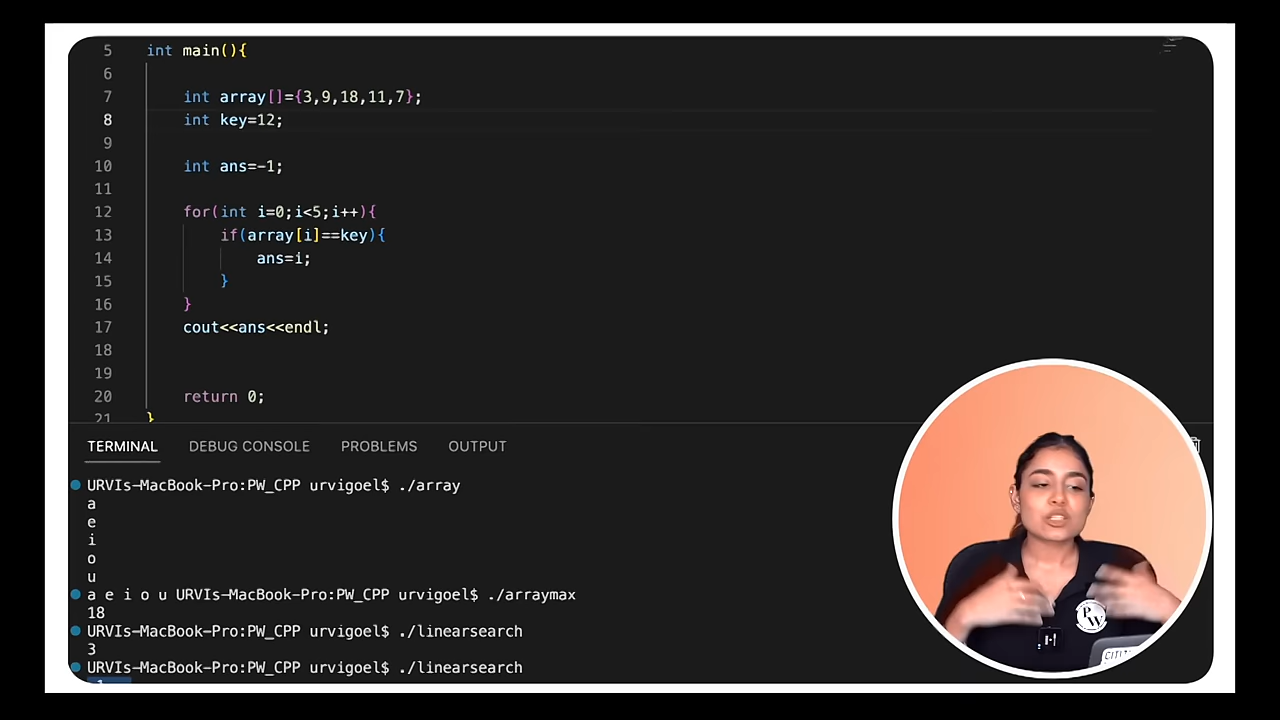 5 int main(){
6
7 int array[]={3,9,18,11,7};
8 int key=12;
9
10 int ans=-1;
11
12 for(int i=0;i<5;i++){
13 if(array[i]==key){
14 ans=i;
15 }
16 }
17 cout<<ans<<endl;
18
19
20 return 0;
21 }
TERMINAL DEBUG CONSOLE PROBLEMS OUTPUT
URVIs-MacBook-Pro:PW_CPP urvigoel$ ./array
a
e
i
o
u
a e i o u URVIs-MacBook-Pro:PW_CPP urvigoel$ ./arraymax
18
URVIs-MacBook-Pro:PW_CPP urvigoel$ ./linearsearch
3
URVIs-MacBook-Pro:PW_CPP urvigoel$ ./linearsearch
PW